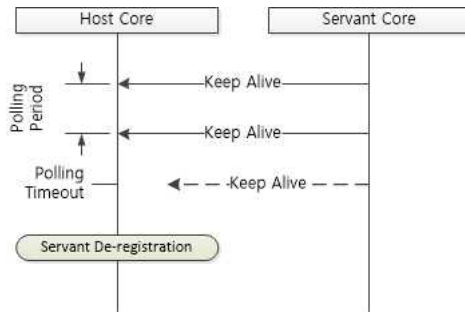 Host Core
Servant Core
Keep Alive
Polling
Period
Keep Alive
Polling
Timeout
Keep Alive
Servant De-registration